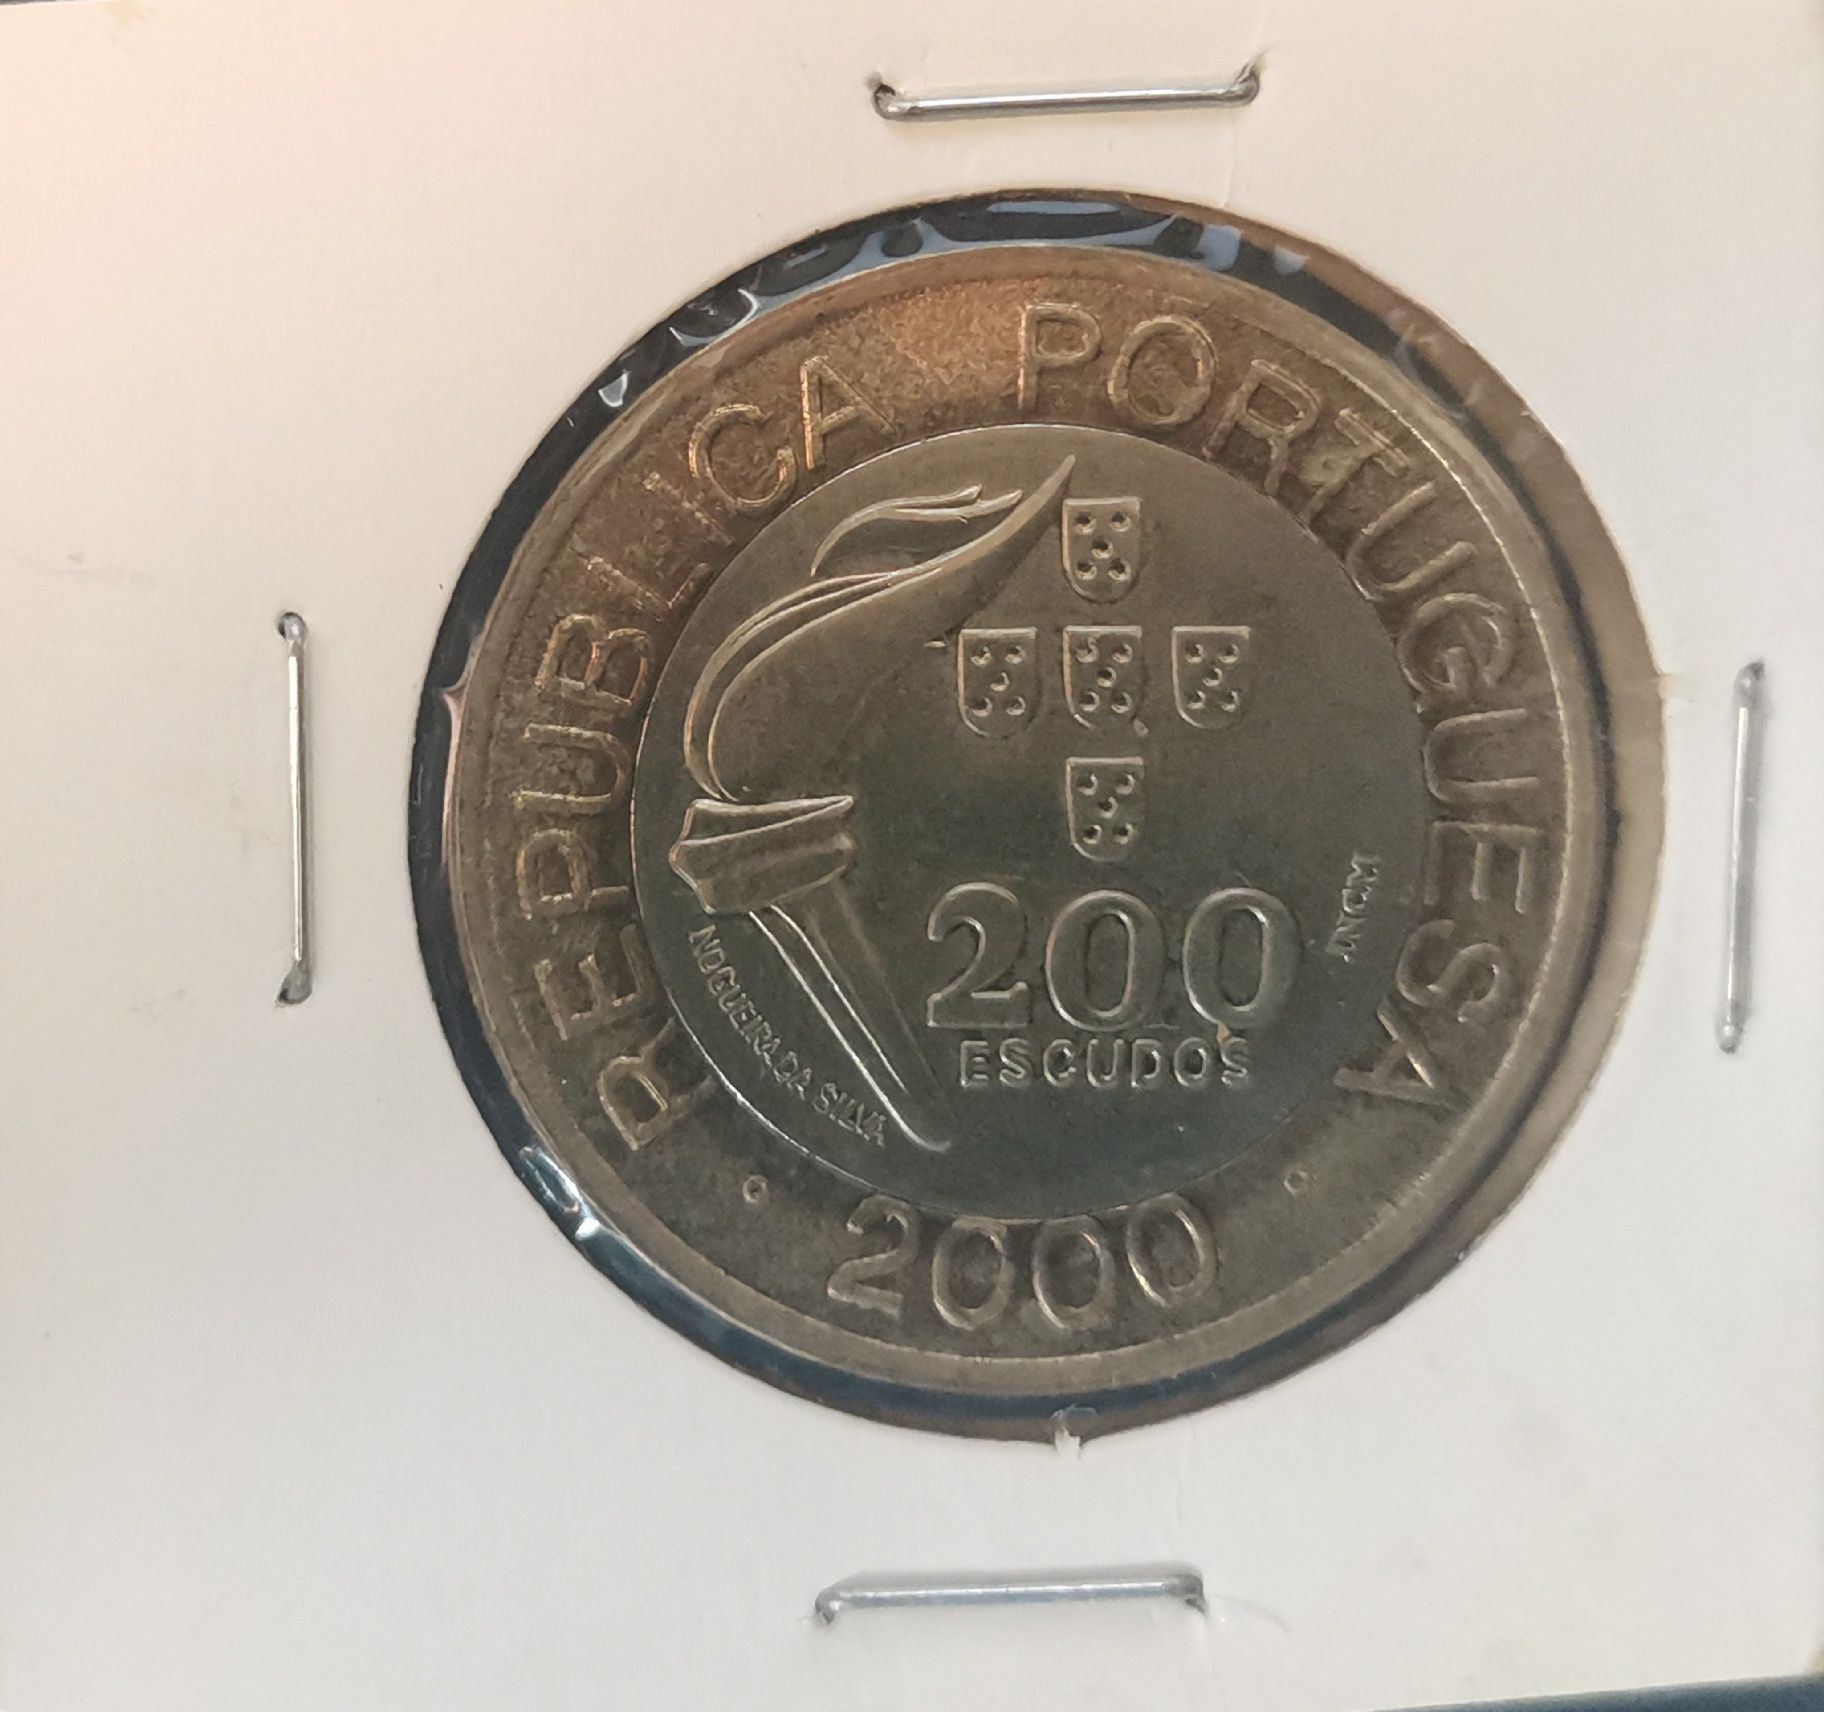 REPUBLICA PORTUGUESA
200
ESCUDOS
INCM
NOGUEIRA DA SILVA
2000